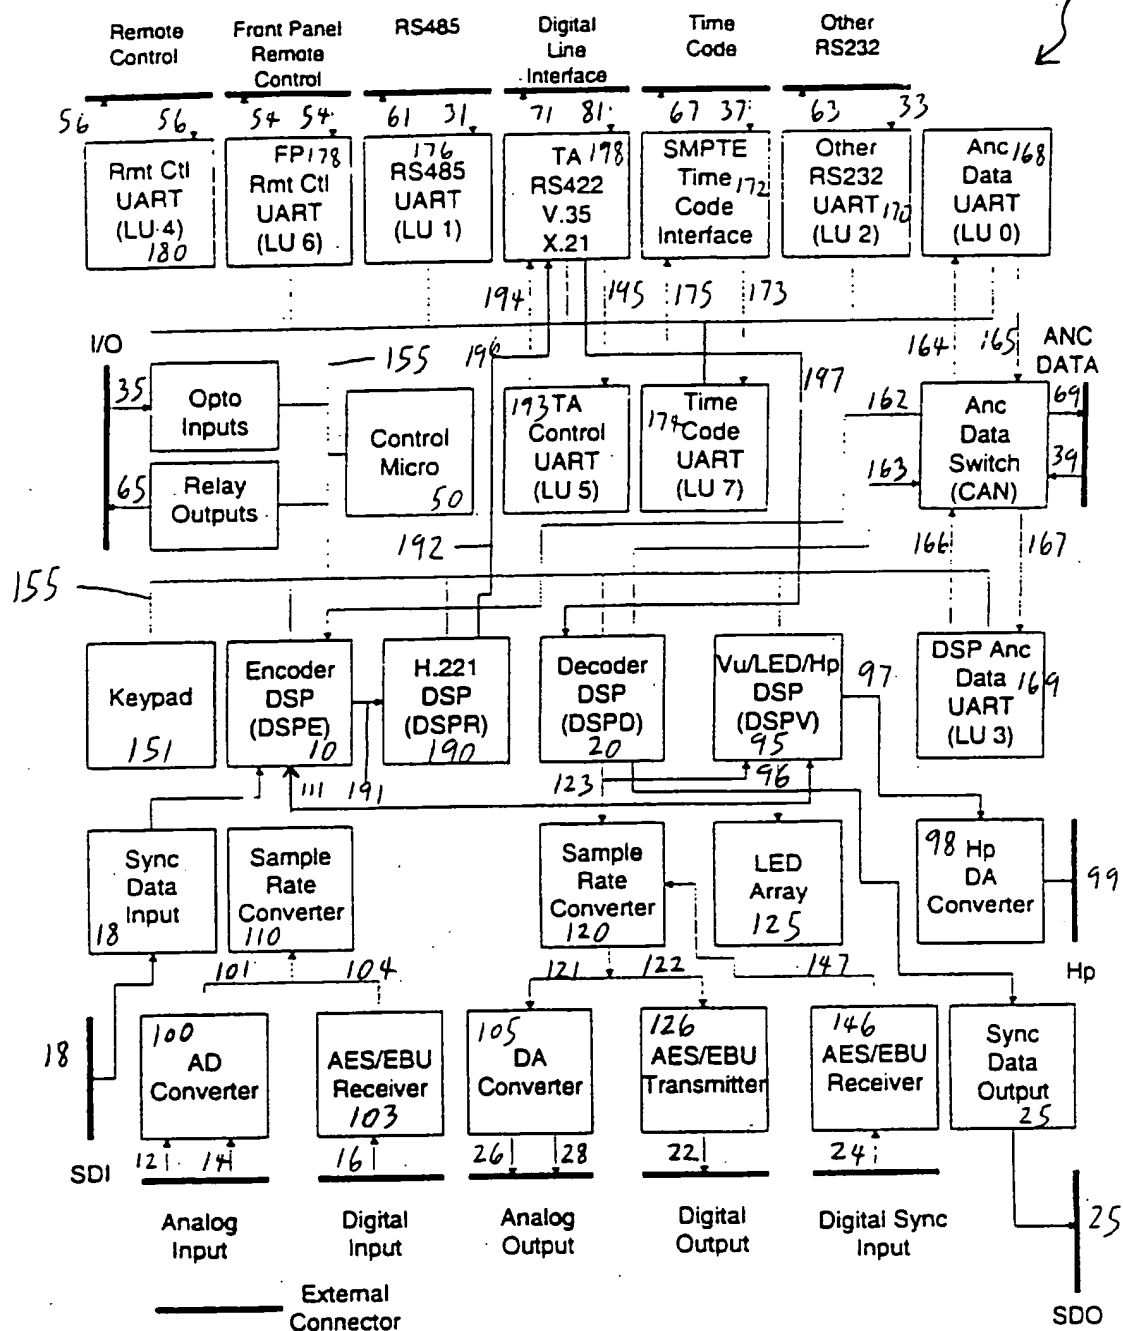 Remote
Control
Front Panel
Remote
Control
RS485
Digital
Line
Interface
Time
Code
Other
RS232
56 56 54 54 61 31 71 81 67 37 63 33
Rmt Ctl
UART
(LU 4)
180
FP 178
Rmt Ctl
UART
(LU 6)
176
RS485
UART
(LU 1)
TA 198
RS422
V.35
X.21
SMPTE
Time
172
Code
Interface
Other
RS232
UART 170
(LU 2)
Anc 168
Data
UART
(LU 0)
194 195 175 173
164 165
I/O
155
196
197
ANC
DATA
35
Opto
Inputs
65
Relay
Outputs
Control
Micro
50
193 TA
Control
UART
(LU 5)
Time
174 Code
UART
(LU 7)
162
163
Anc
Data
Switch
(CAN)
69
39
192
166 167
155
Keypad
151
Encoder
DSP
(DSPE)
10
H.221
DSP
(DSPR)
190
Decoder
DSP
(DSPD)
20
Vu/LED/Hp
DSP
(DSPV)
95
97
DSP Anc
Data 169
UART
(LU 3)
111 191 123 96
Sync
Data
Input
18
Sample
Rate
Converter
110
Sample
Rate
Converter
120
LED
Array
125
98 Hp
DA
Converter
99
Hp
101 104 121 122 147
18
SDI
100
AD
Converter
AES/EBU
Receiver
103
105
DA
Converter
126
AES/EBU
Transmitter
146
AES/EBU
Receiver
Sync
Data
Output
25
12 14 16 26 28 22 24
25
SDO
Analog
Input
Digital
Input
Analog
Output
Digital
Output
Digital Sync
Input
External
Connector